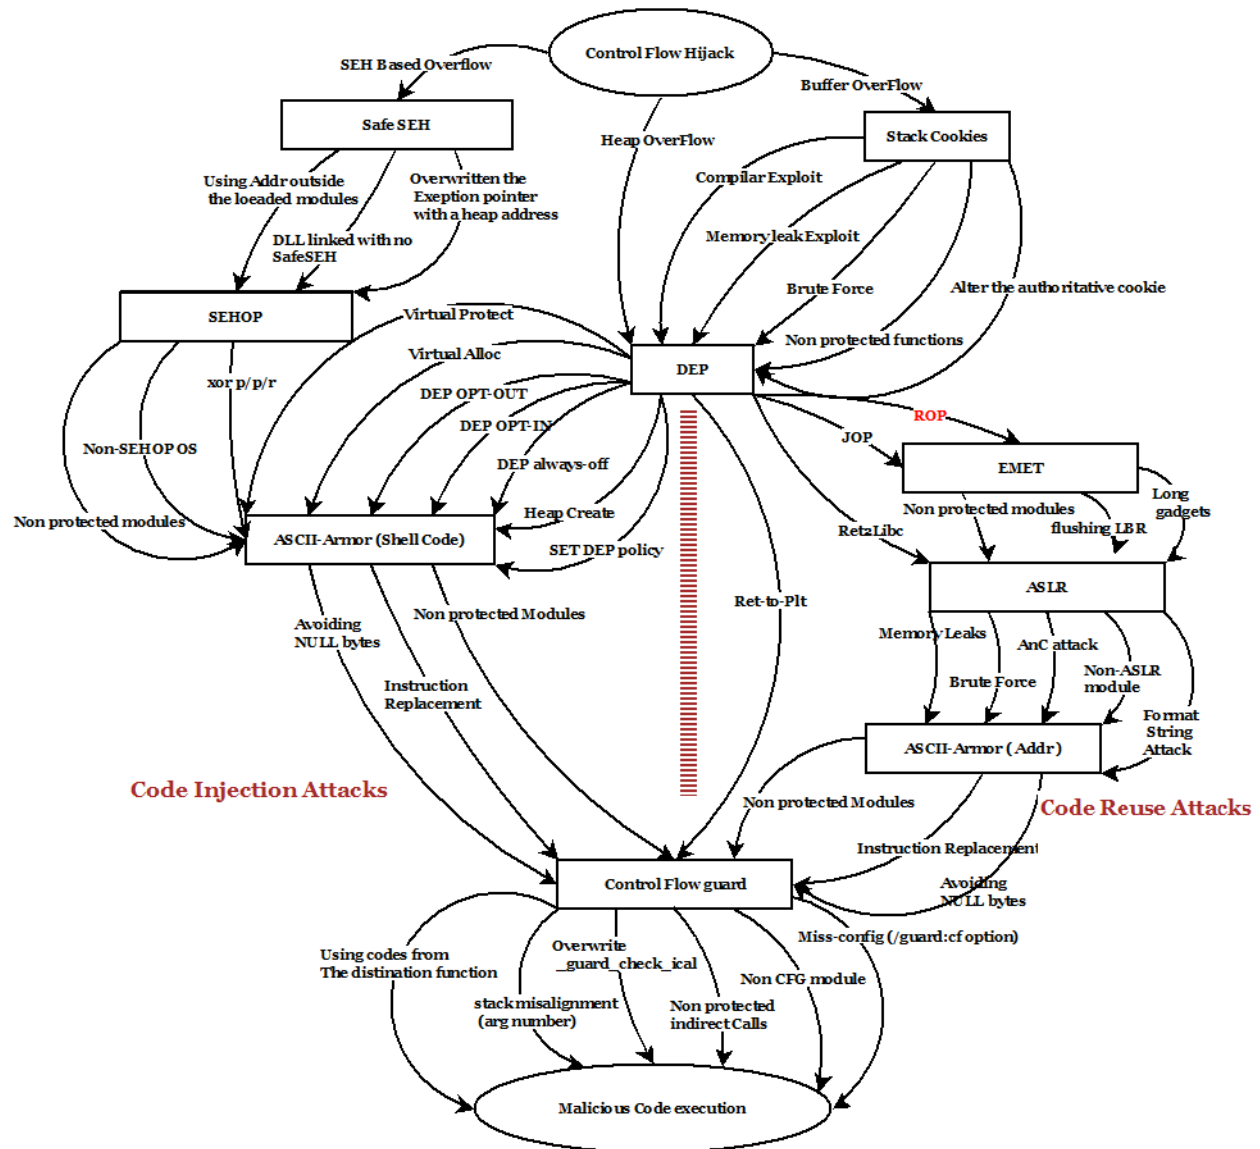 Control Flow Hijack
SEH Based Overflow
Buffer OverFlow
Safe SEH
Heap OverFlow
Stack Cookies
Using Addr outside
the loeaded modules
Overwritten the
Exeption pointer
with a heap address
Compilar Exploit
DLL linked with no
SafeSEH
Memory leak Exploit
Brute Force
Alter the authoritative cookie
SEHOP
Virtual Protect
Non protected functions
Virtual Alloc
DEP
xor p/p/r
DEP OPT-OUT
ROP
DEP OPT-IN
JOP
Non-SEHOP OS
DEP always-off
EMET
Non protected modules
Heap Create
Non protected modules
Long
gadgets
flushing LBR
ASCII-Armor (Shell Code)
SET DEP policy
Ret2Libc
ASLR
Avoiding
NULL bytes
Non protected Modules
Ret-to-Plt
Memory Leaks
AnC attack
Non-ASLR
module
Instruction
Replacement
Brute Force
Format
String
Attack
ASCII-Armor ( Addr )
Code Injection Attacks
Non protected Modules
Code Reuse Attacks
Instruction Replacement
Control Flow guard
Avoiding
NULL bytes
Using codes from
The distination function
Overwrite
_guard_check_ical
Miss-config (/guard:cf option)
Non CFG module
stack misalignment
(arg number)
Non protected
indirect Calls
Malicious Code execution